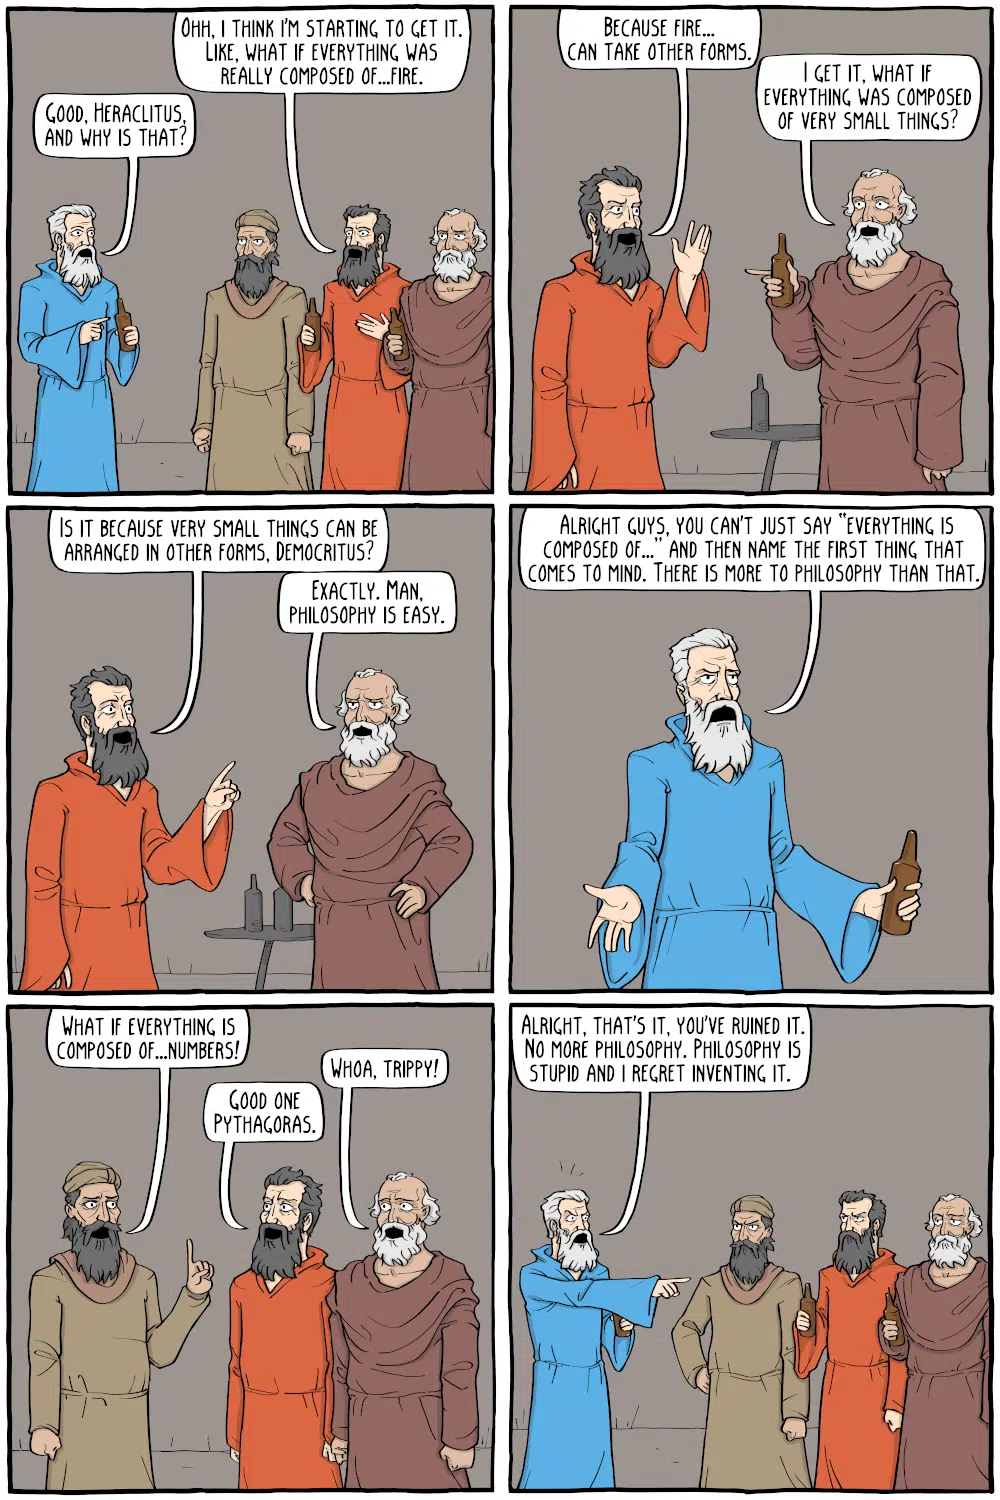 Ohh, I think I'm starting to get it.
Like, what if everything was
really composed of...fire.
Good, Heraclitus,
and why is that?
Because fire...
can take other forms.
I get it, what if
everything was composed
of very small things?
Is it because very small things can be
arranged in other forms, Democritus?
Exactly. Man,
philosophy is easy.
Alright guys, you can't just say "everything is
composed of..." and then name the first thing that
comes to mind. There is more to philosophy than that.
What if everything is
composed of...numbers!
Good one
Pythagoras.
Whoa, trippy!
Alright, that's it, you've ruined it.
No more philosophy. Philosophy is
stupid and I regret inventing it.